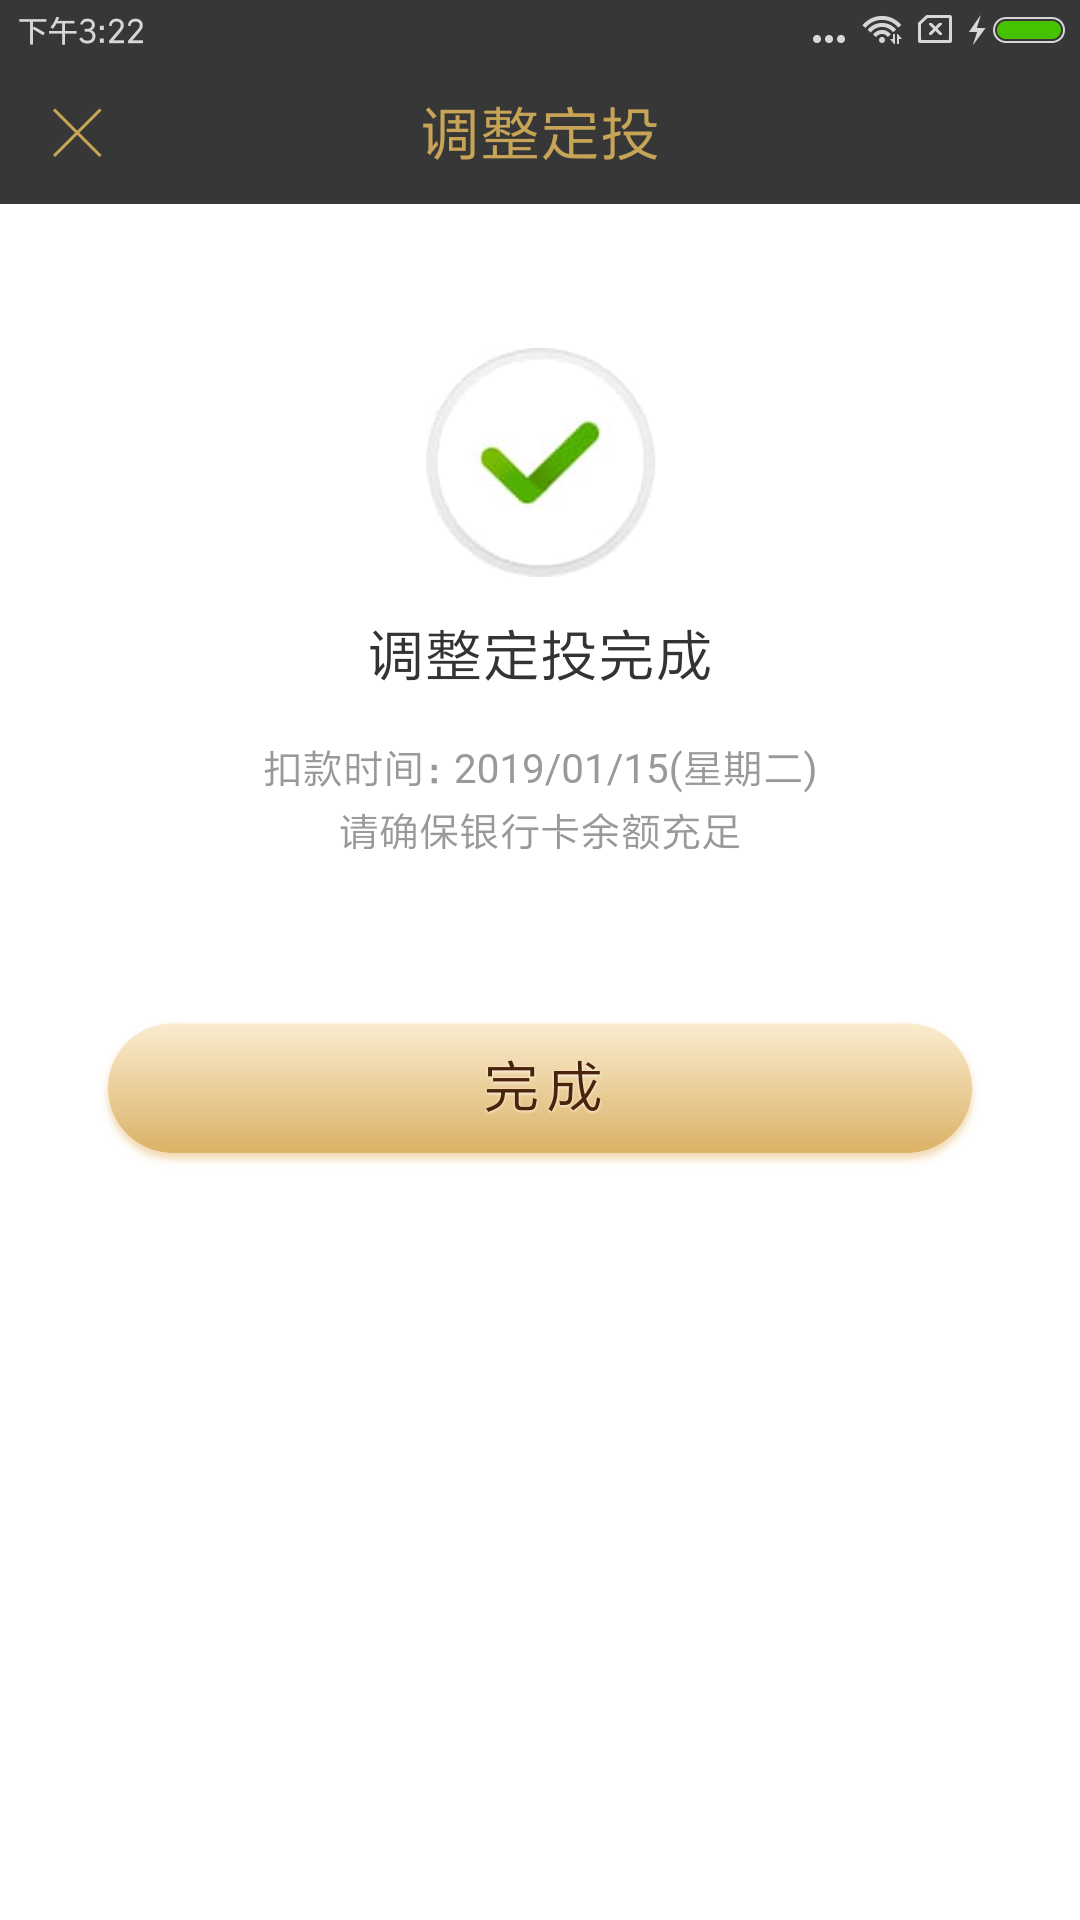 下午3:22
调整定投
调整定投完成
扣款时间: 2019/01/15(星期二)
请确保银行卡余额充足
完成